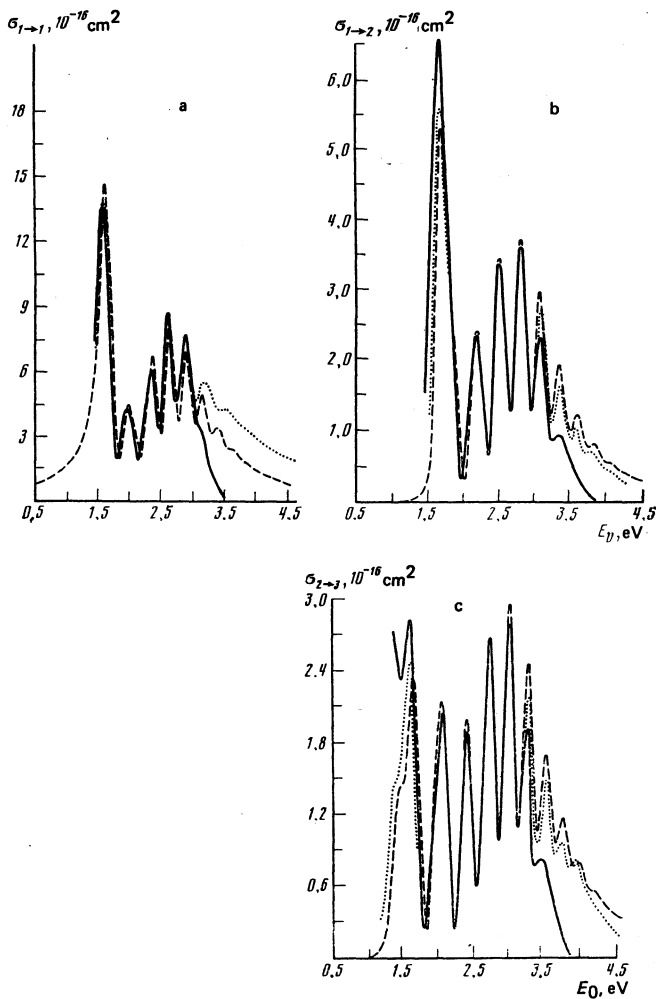 σ₁→₁, 10⁻¹⁶ cm²
a
18
15
12
9
6
3
0,5 1,5 2,5 3,5 4,5
σ₁→₂, 10⁻¹⁶ cm²
b
6,0
5,0
4,0
3,0
2,0
1,0
0,5 1,5 2,5 3,5 4,5
E_v, eV
σ₂→₃, 10⁻¹⁶ cm²
c
3,0
2.4
1.8
1.2
0,6
0.5 1.5 2.5 3.5 4.5
E₀, eV